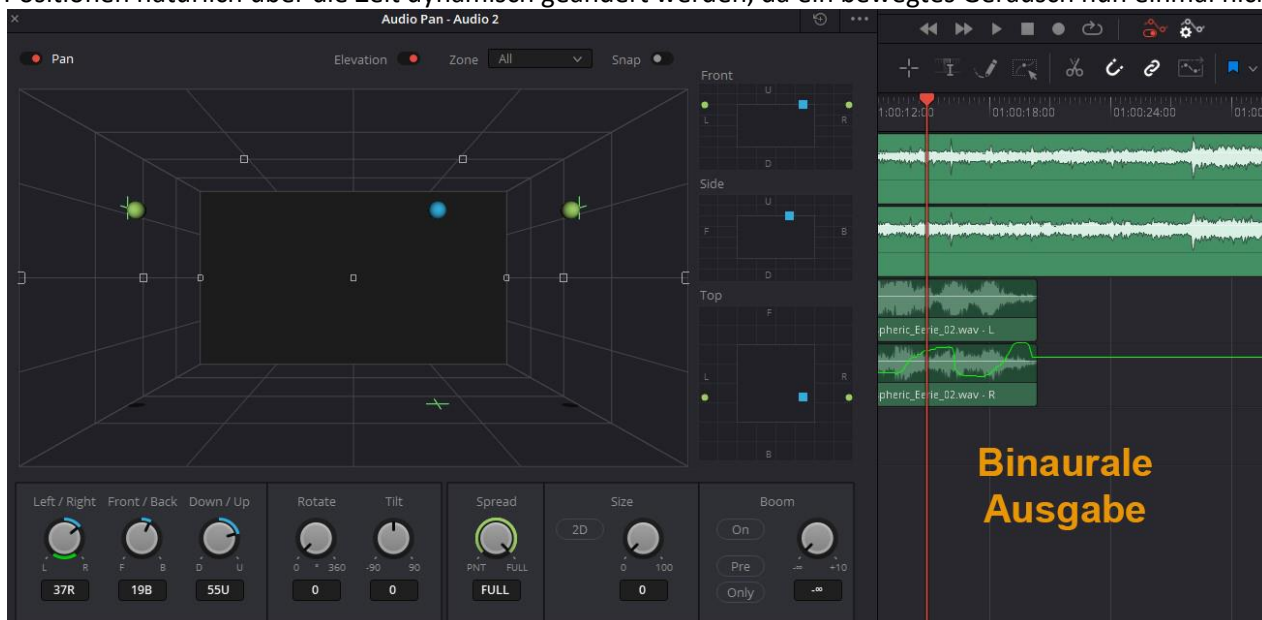 Positionen natürlich über die Zeit dynamisch geändert werden, da ein bewegtes Geräusch nun einmal nic
Audio Pan - Audio 2
Pan
Elevation
Zone
All
Snap
Front
U
L
R
D
Side
U
F
B
D
Top
F
L
R
B
1:00:12:00
01:00:18:00
01:00:24:00
01:00
pheric_Eerie_02.wav - L
pheric_Eerie_02.wav - R
Binaurale
Ausgabe
Left / Right
Front / Back
Down / Up
Rotate
Tilt
Spread
Size
Boom
2D
On
Pre
Only
L R
F B
D U
0 * 360
-90 90
PNT FULL
0 100
-∞ +10
37R
19B
55U
0
0
FULL
0
-∞